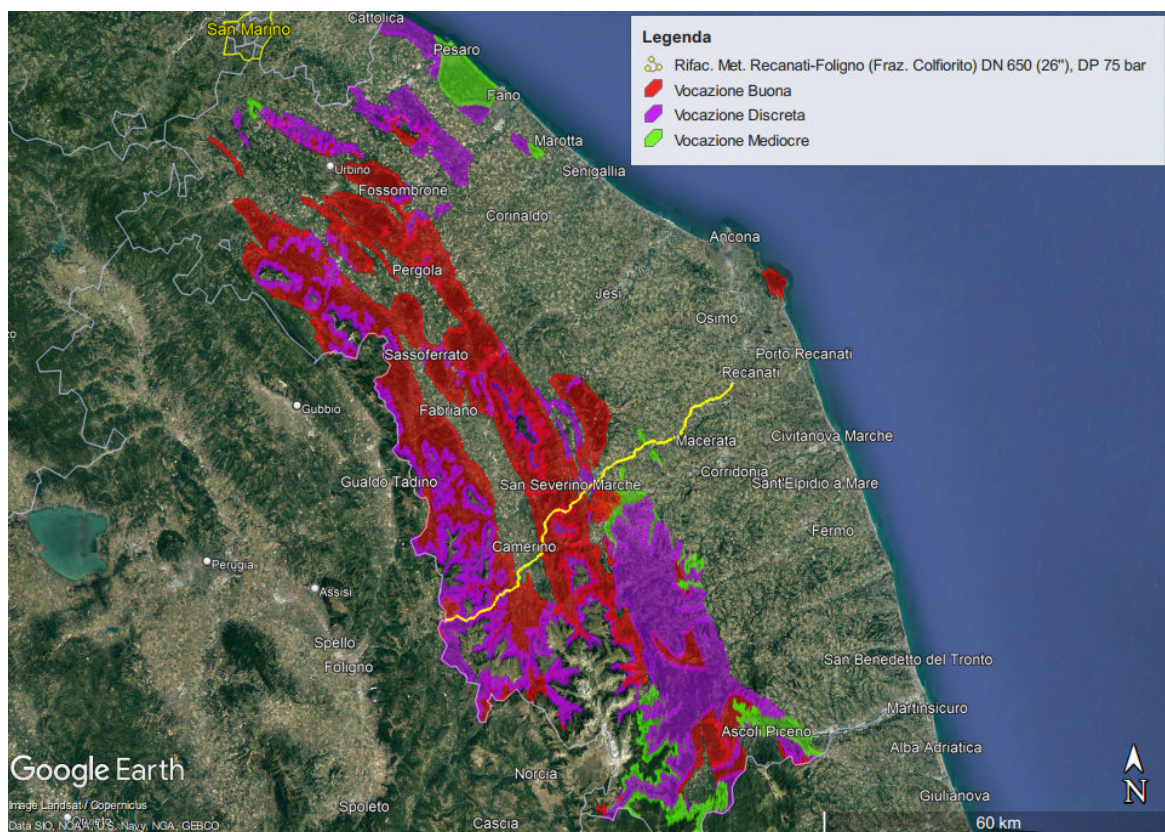 Cattolica
San Marino
Pesaro
Fano
Marotta
Senigallia
Urbino
Fossombrone
Corinaldo
Ancona
Pergola
Jesi
Osimo
Sassoferrato
Porto Recanati
Recanati
Gubbio
Fabriano
Macerata
Civitanova Marche
Corridonia
Gualdo Tadino
San Severino Marche
Sant'Elpidio a Mare
Fermo
Camerino
Perugia
Assisi
Spello
Foligno
San Benedetto del Tronto
Martinsicuro
Ascoli Piceno
Alba Adriatica
Norcia
Giulianova
Spoleto
Cascia
Orvieto
Legenda
Rifac. Met. Recanati-Foligno (Fraz. Colfiorito) DN 650 (26"), DP 75 bar
Vocazione Buona
Vocazione Discreta
Vocazione Mediocre
Google Earth
Image Landsat / Copernicus
Data SIO, NOAA, U.S. Navy, NGA, GEBCO
N
60 km